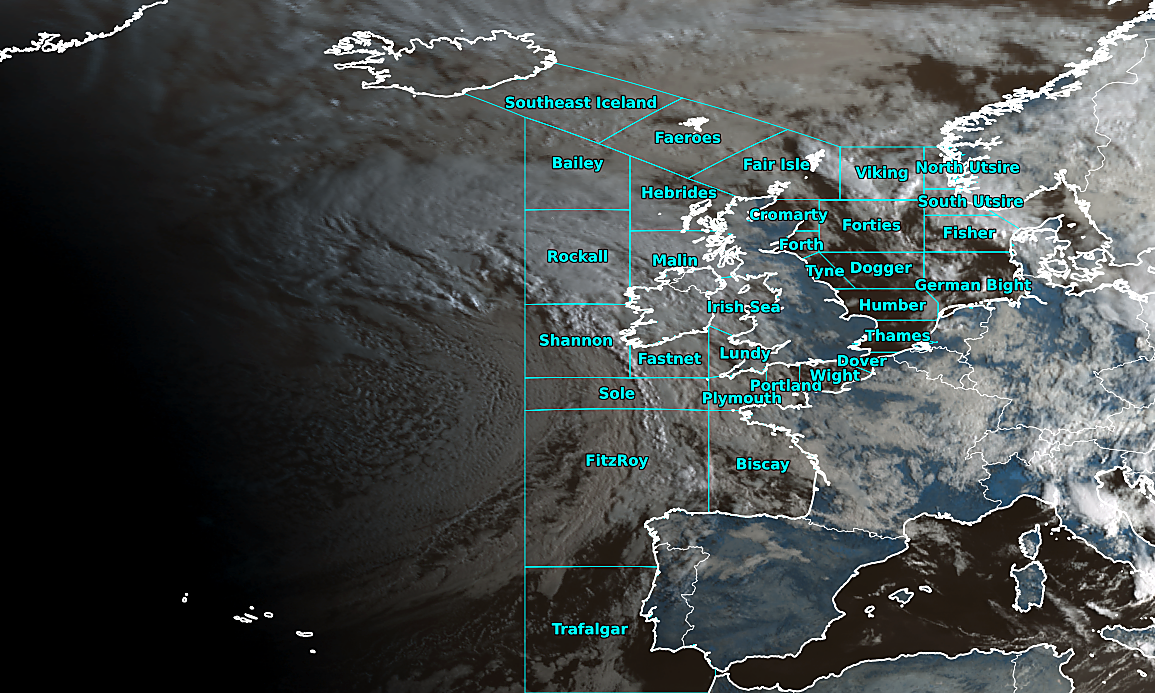 Southeast Iceland
Faeroes
Bailey
Fair Isle
North Utsire
Viking
Hebrides
South Utsire
Cromarty
Forties
Fisher
Forth
Rockall
Malin
Tyne
Dogger
German Bight
Irish Sea
Humber
Thames
Shannon
Fastnet
Lundy
Dover
Wight
Portland
Sole
Plymouth
FitzRoy
Biscay
Trafalgar